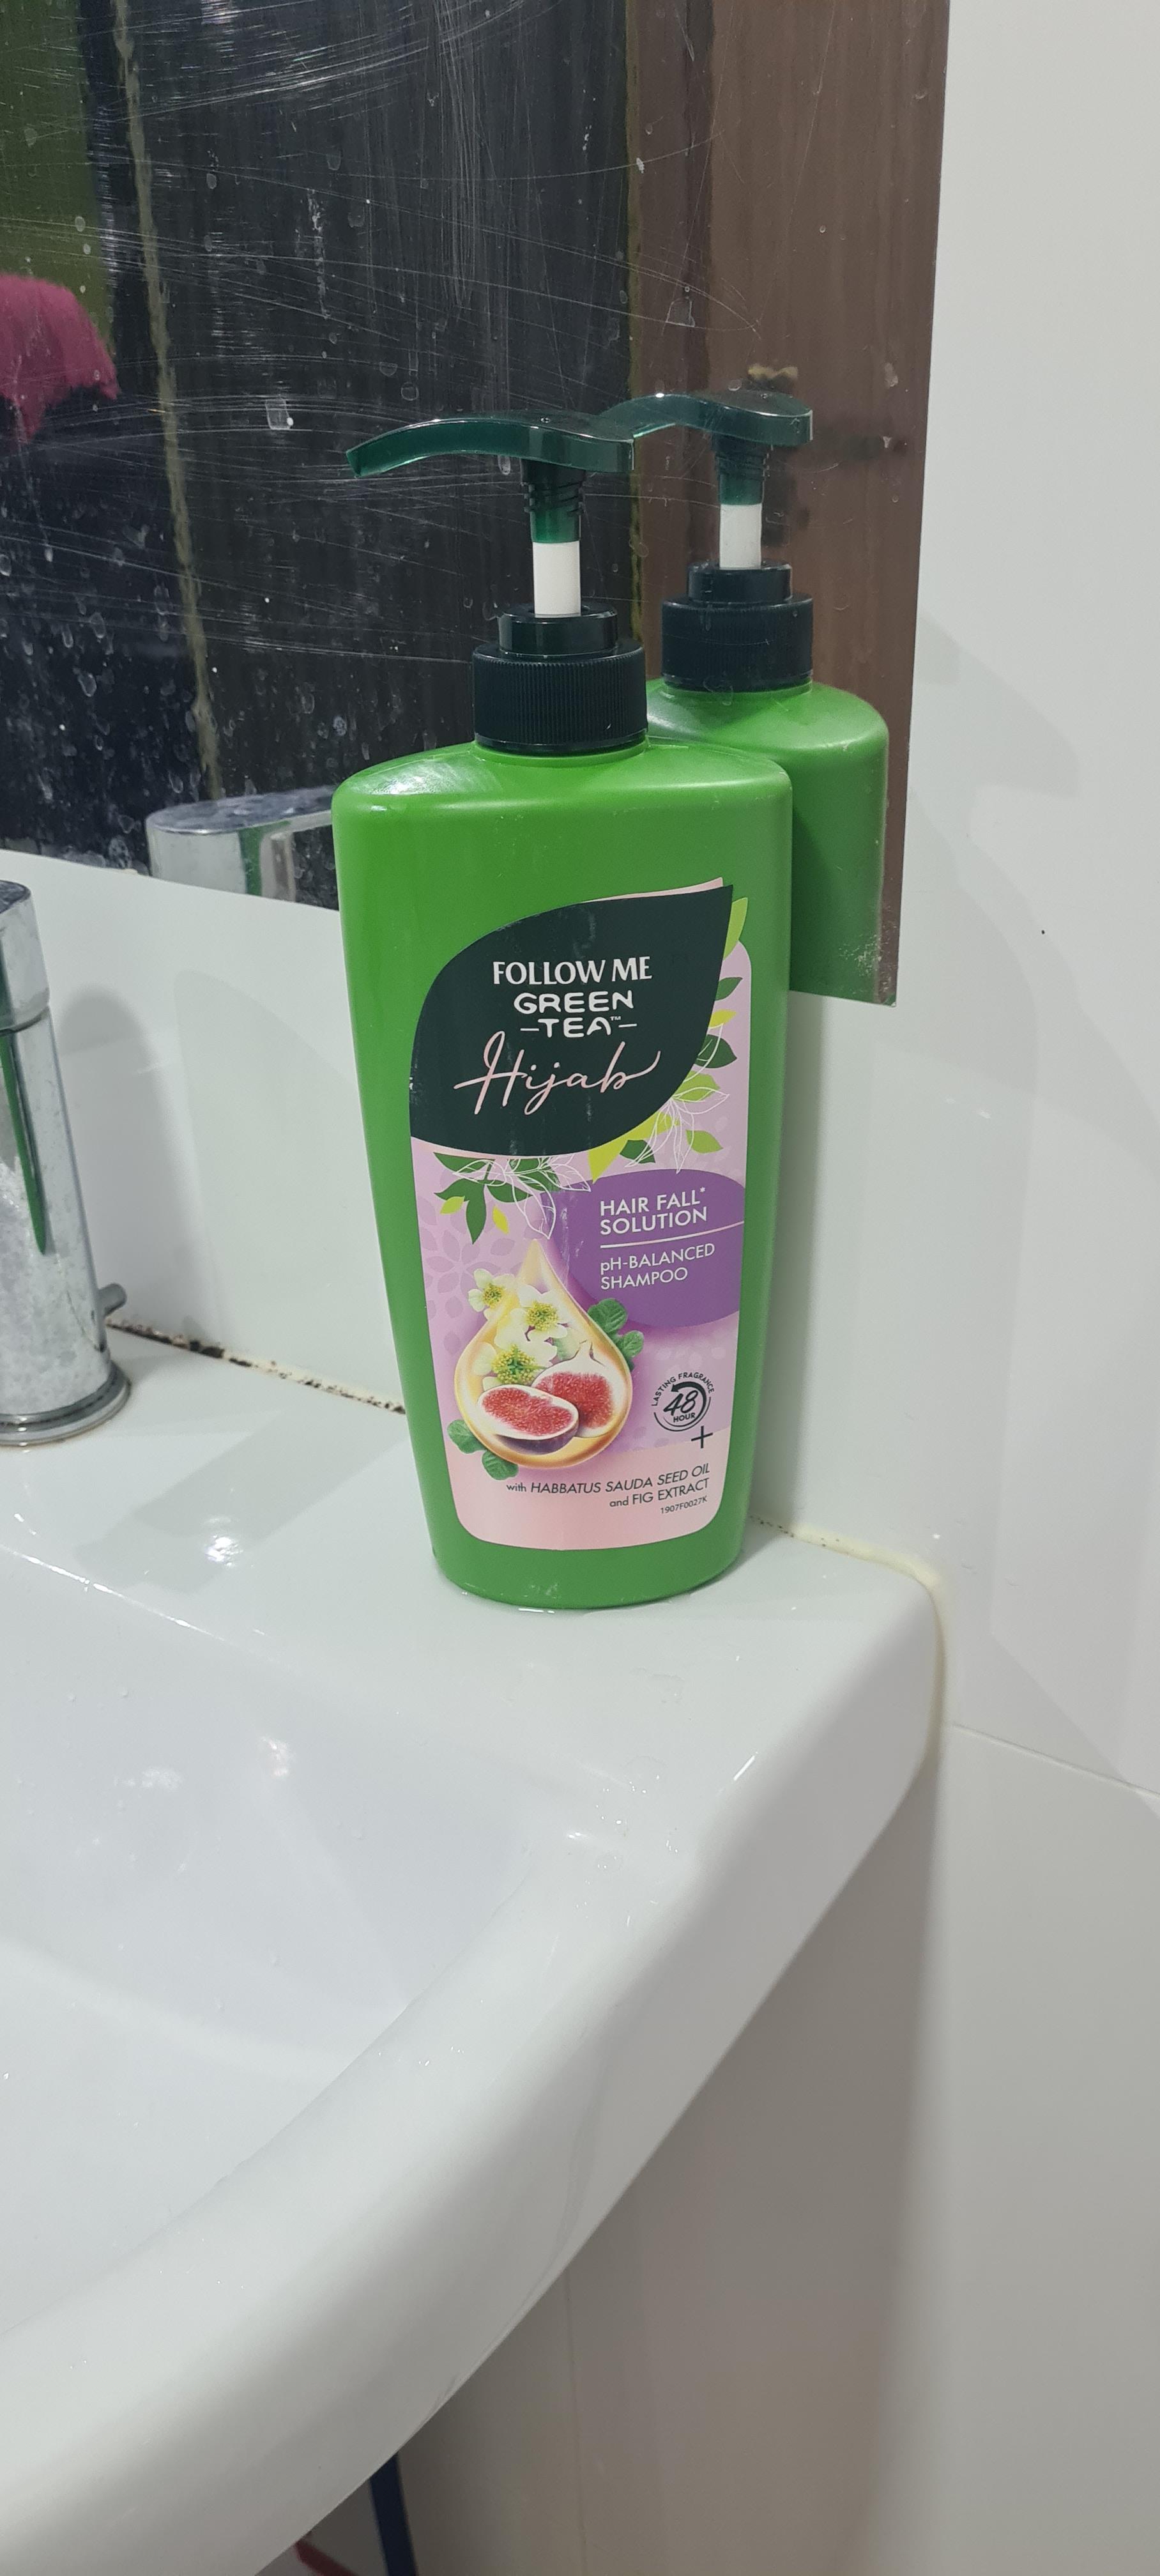 FOLLOW ME
GREEN
–TEA™–
Hijab
HAIR FALL*
SOLUTION
pH-BALANCED
SHAMPOO
LASTING FRAGRANCE
48
HOUR
+
with HABBATUS SAUDA SEED OIL
and FIG EXTRACT
1907F0027K